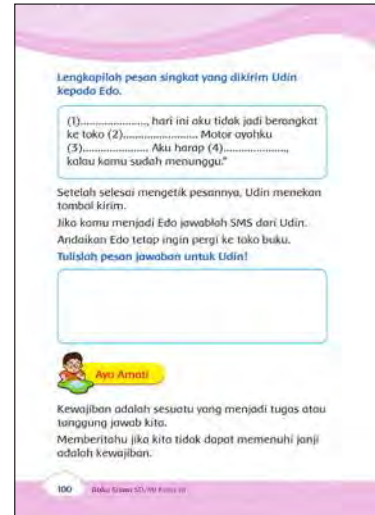 Lengkapilah pesan singkat yang dikirim Udin
kepada Edo.
(1)......................, hari ini aku tidak jadi berangkat
ke toko (2)......................... Motor ayahku
(3)...................... Aku harap (4).....................,
kalau kamu sudah menunggu."
Setelah selesai mengetik pesannya, Udin menekan
tombol kirim.
Jika kamu menjadi Edo jawablah SMS dari Udin.
Andaikan Edo tetap ingin pergi ke toko buku.
Tulislah pesan jawaban untuk Udin!
Ayo Amati
Kewajiban adalah sesuatu yang menjadi tugas atau
tanggung jawab kita.
Memberitahu jika kita tidak dapat memenuhi janji
adalah kewajiban.
100 Buku Siswa SD/MI Kelas III